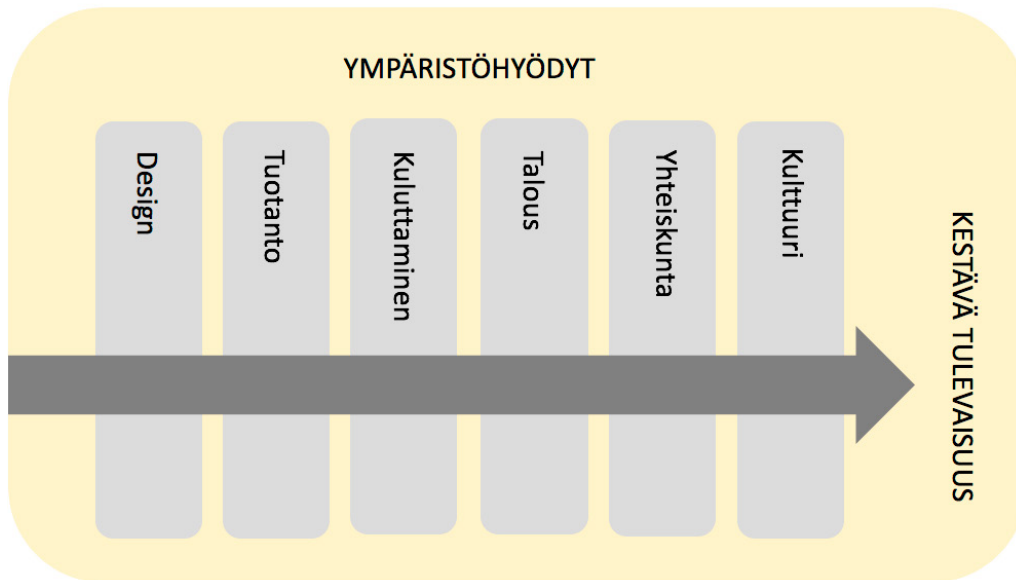 YMPÄRISTÖHYÖDYT
Design
Tuotanto
Kuluttaminen
Talous
Yhteiskunta
Kulttuuri
KESTÄVÄ TULEVAISUUS